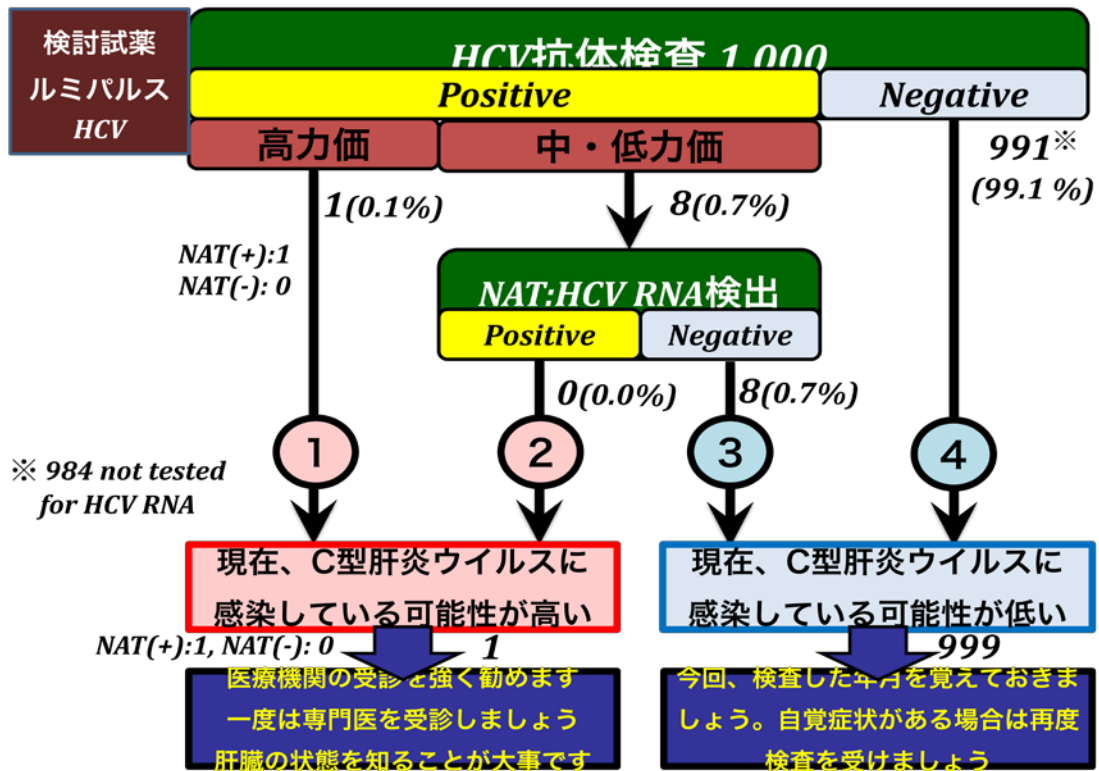 検討試薬
ルミパルス
HCV
HCV抗体検査 1,000
Positive
Negative
高力価
中・低力価
991※
(99.1 %)
1(0.1%)
8(0.7%)
NAT(+):1
NAT(-): 0
NAT:HCV RNA検出
Positive
Negative
0(0.0%)
8(0.7%)
1
2
3
4
※ 984 not tested
for HCV RNA
現在、C型肝炎ウイルスに
感染している可能性が高い
現在、C型肝炎ウイルスに
感染している可能性が低い
NAT(+):1, NAT(-): 0
1
999
医療機関の受診を強く勧めます
一度は専門医を受診しましょう
肝臓の状態を知ることが大事です
今回、検査した年月を覚えておきま
しょう。自覚症状がある場合は再度
検査を受けましょう